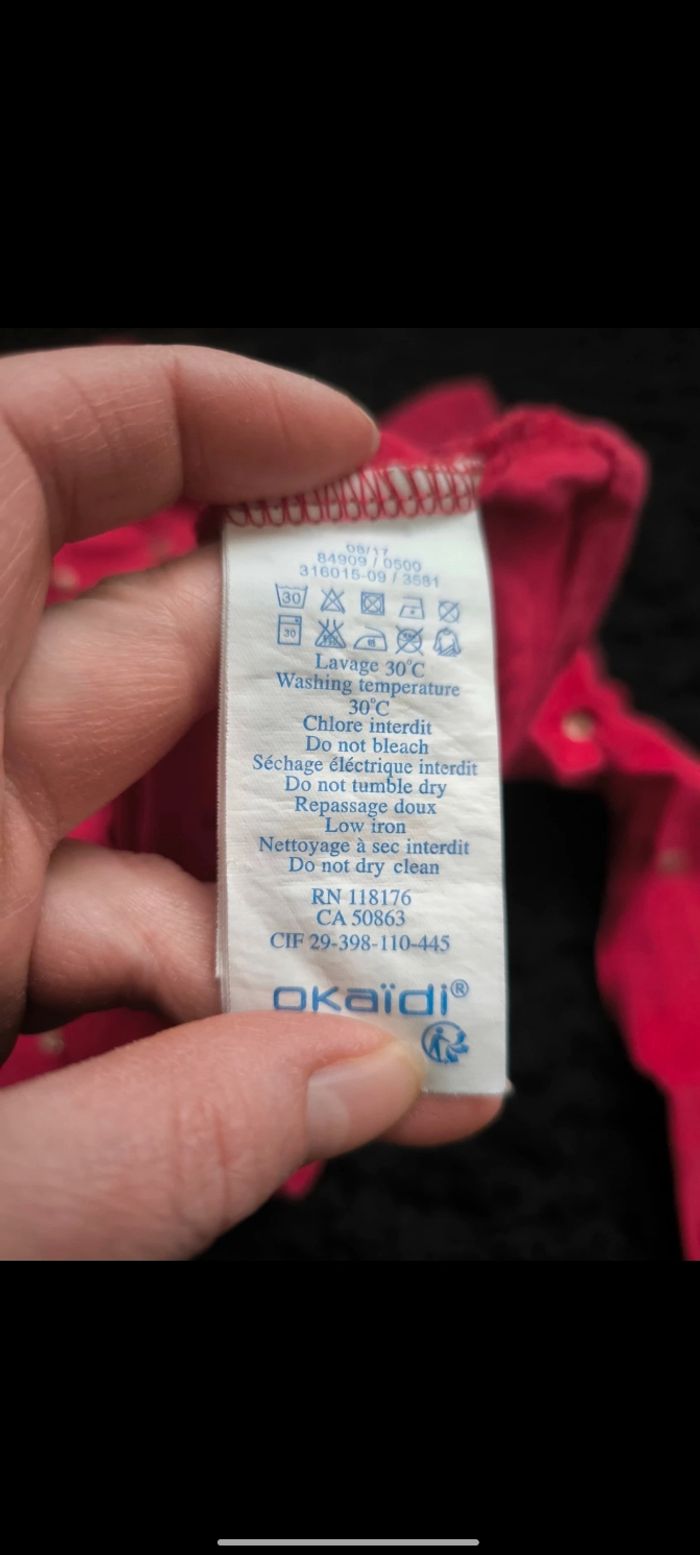 08/17
84909 / 0500
316015-09 / 3581
30
30
Lavage 30°C
Washing temperature
30°C
Chlore interdit
Do not bleach
Séchage éléctrique interdit
Do not tumble dry
Repassage doux
Low iron
Nettoyage à sec interdit
Do not dry clean
RN 118176
CA 50863
CIF 29-398-110-445
okaïdi®